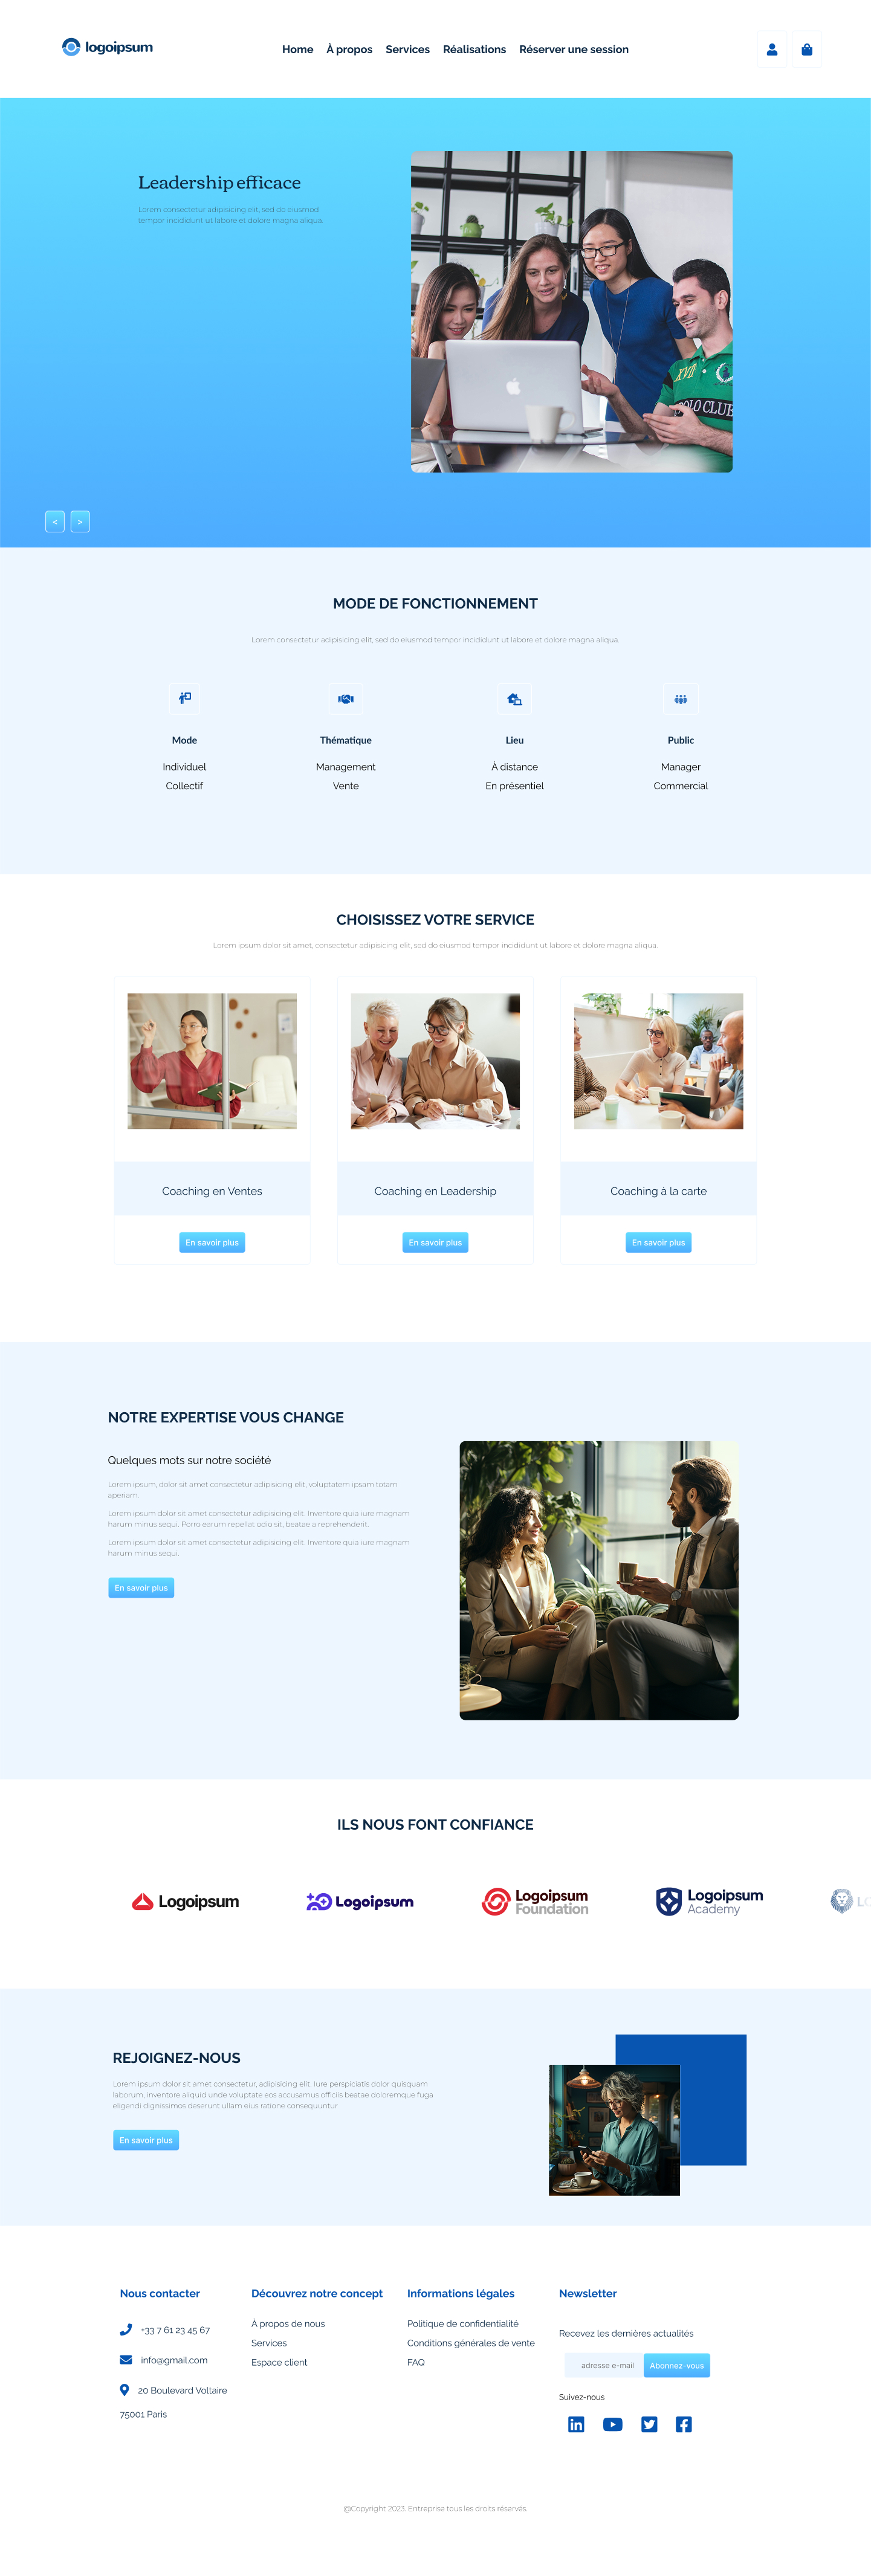 logoipsum
Home À propos Services Réalisations Réserver une session
Leadership efficace
Lorem consectetur adipisicing elit, sed do eiusmod
tempor incididunt ut labore et dolore magna aliqua.
XVII
POLO CLUB
< >
MODE DE FONCTIONNEMENT
Lorem consectetur adipisicing elit, sed do eiusmod tempor incididunt ut labore et dolore magna aliqua.
Mode Thématique Lieu Public
Individuel Management À distance Manager
Collectif Vente En présentiel Commercial
CHOISISSEZ VOTRE SERVICE
Lorem ipsum dolor sit amet, consectetur adipisicing elit, sed do eiusmod tempor incididunt ut labore et dolore magna aliqua.
Coaching en Ventes Coaching en Leadership Coaching à la carte
En savoir plus En savoir plus En savoir plus
NOTRE EXPERTISE VOUS CHANGE
Quelques mots sur notre société
Lorem ipsum, dolor sit amet consectetur adipisicing elit; voluptatem ipsam totam
aperiam.
Lorem ipsum dolor sit amet consectetur adipisicing elit. Inventore quia iure magnam
harum minus sequi. Porro earum repellat odio sit, beatae a reprehenderit.
Lorem ipsum dolor sit amet consectetur adipisicing elit. Inventore quia iure magnam
harum minus sequi.
En savoir plus
ILS NOUS FONT CONFIANCE
Logoipsum Logoipsum Logoipsum Foundation Logoipsum Academy
REJOIGNEZ-NOUS
Lorem ipsum dolor sit amet consectetur, adipisicing elit. Iure perspiciatis dolor quisquam
laborum, inventore aliquid unde voluptate eos accusamus officiis beatae doloremque fuga
eligendi dignissimos deserunt ullam eius ratione consequuntur
En savoir plus
Nous contacter
+33 7 61 23 45 67
info@gmail.com
20 Boulevard Voltaire
75001 Paris
Découvrez notre concept
À propos de nous
Services
Espace client
Informations légales
Politique de confidentialité
Conditions générales de vente
FAQ
Newsletter
Recevez les dernières actualités
adresse e-mail Abonnez-vous
Suivez-nous
@Copyright 2023. Entreprise tous les droits réservés.